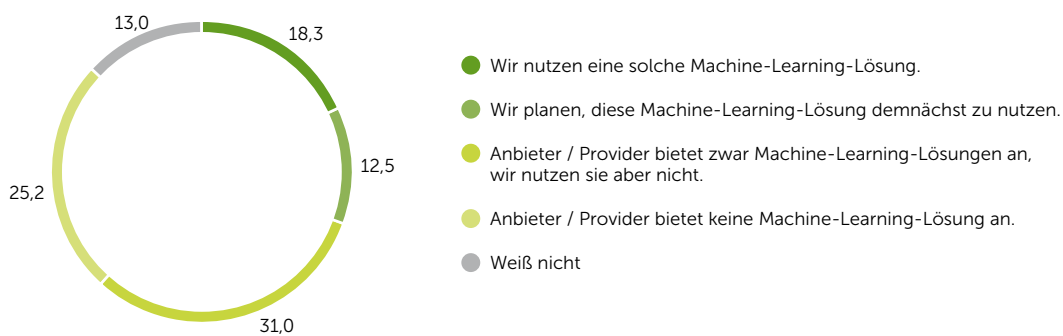 13,0
18,3
12,5
25,2
31,0
Wir nutzen eine solche Machine-Learning-Lösung.
Wir planen, diese Machine-Learning-Lösung demnächst zu nutzen.
Anbieter / Provider bietet zwar Machine-Learning-Lösungen an,
wir nutzen sie aber nicht.
Anbieter / Provider bietet keine Machine-Learning-Lösung an.
Weiß nicht